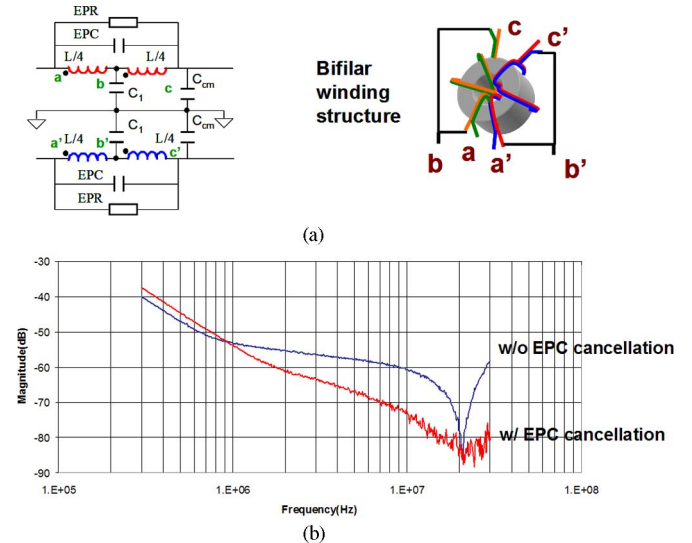 EPR
EPC
L/4
L/4
a
b
c
C1
Ccm
C1
Ccm
a'
L/4
b'
L/4
c'
EPC
EPR
Bifilar
winding
structure
c
c'
b
a
a'
b'
(a)
-30
-40
-50
-60
-70
-80
-90
Magnitude(dB)
w/o EPC cancellation
w/ EPC cancellation
1.E+05
1.E+06
1.E+07
1.E+08
Frequency(Hz)
(b)